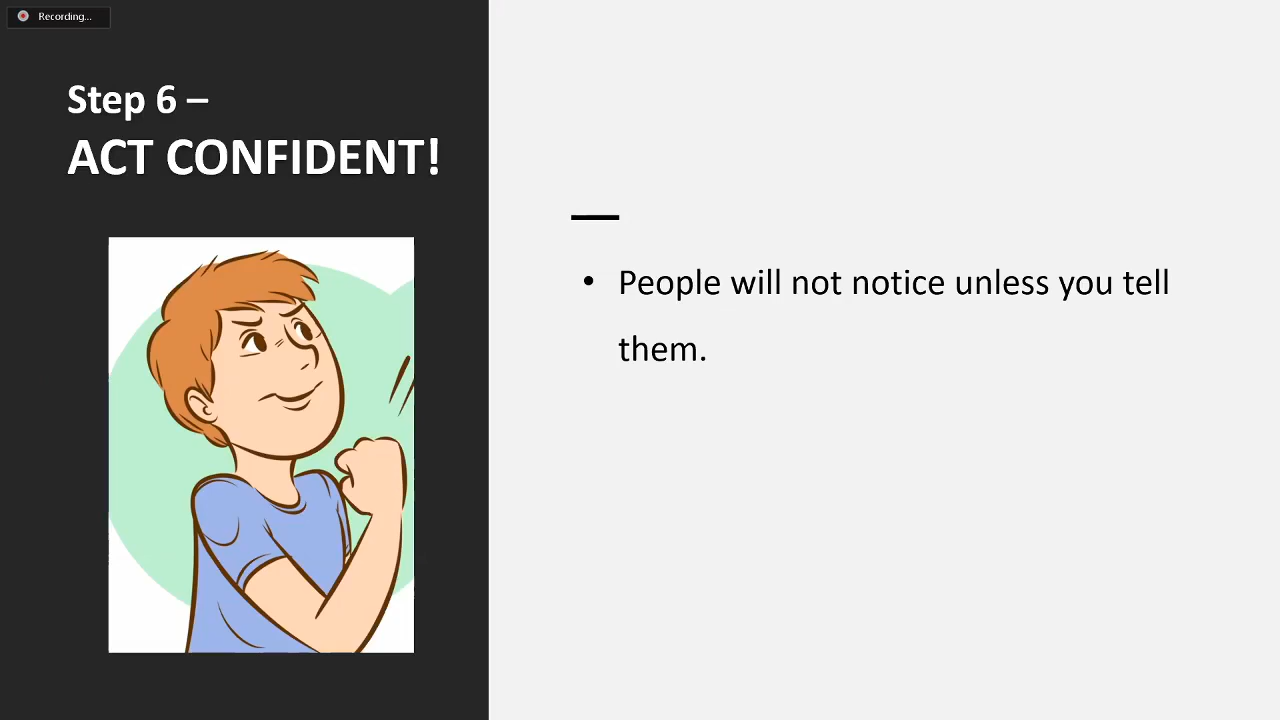 Recording...
Step 6 –
ACT CONFIDENT!
• People will not notice unless you tell
them.